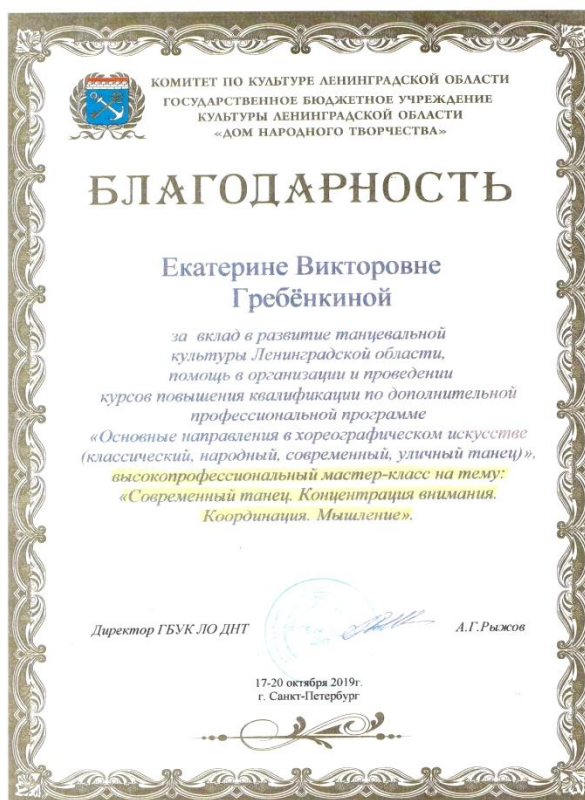 КОМИТЕТ ПО КУЛЬТУРЕ ЛЕНИНГРАДСКОЙ ОБЛАСТИ
ГОСУДАРСТВЕННОЕ БЮДЖЕТНОЕ УЧРЕЖДЕНИЕ
КУЛЬТУРЫ ЛЕНИНГРАДСКОЙ ОБЛАСТИ
«ДОМ НАРОДНОГО ТВОРЧЕСТВА»
БЛАГОДАРНОСТЬ
Екатерине Викторовне
Гребёнкиной
за вклад в развитие танцевальной
культуры Ленинградской области,
помощь в организации и проведении
курсов повышения квалификации по дополнительной
профессиональной программе
«Основные направления в хореографическом искусстве
(классический, народный, современный, уличный танец)»,
высокопрофессиональный мастер-класс на тему:
«Современный танец. Концентрация внимания.
Координация. Мышление».
Директор ГБУК ЛО ДНТ А.Г.Рыжов
17-20 октября 2019г.
г. Санкт-Петербург